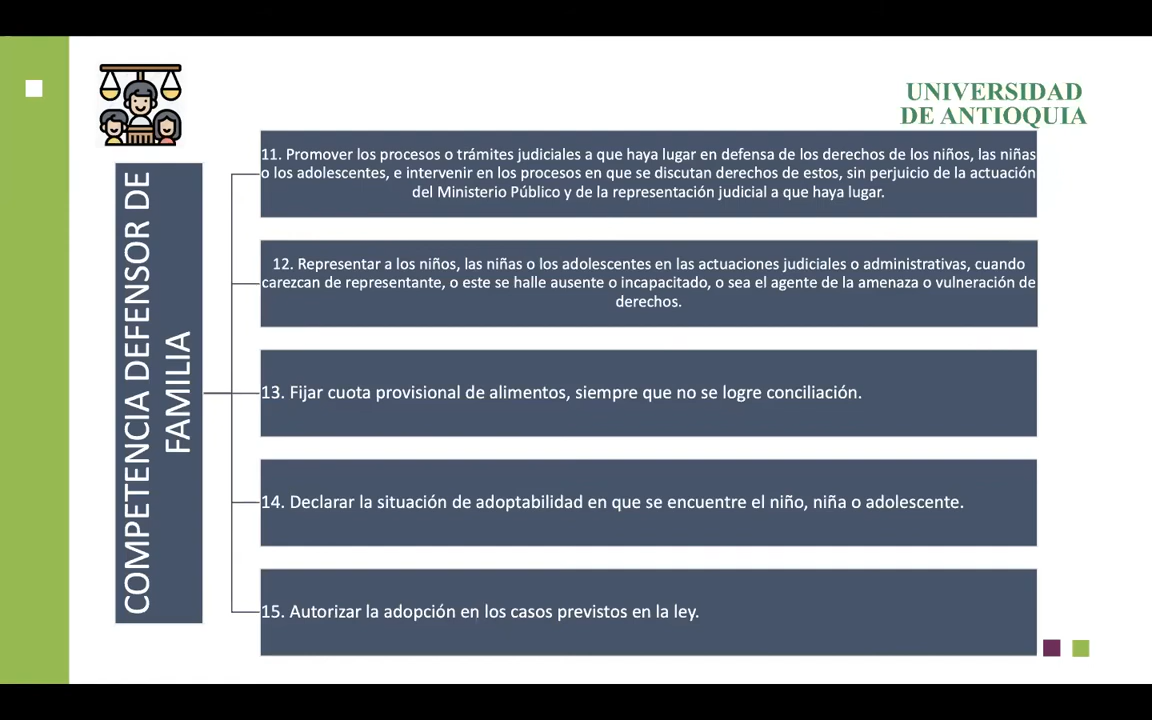 UNIVERSIDAD
DE ANTIOQUIA
COMPETENCIA DEFENSOR DE
FAMILIA
11. Promover los procesos o trámites judiciales a que haya lugar en defensa de los derechos de los niños, las niñas
o los adolescentes, e intervenir en los procesos en que se discutan derechos de estos, sin perjuicio de la actuación
del Ministerio Público y de la representación judicial a que haya lugar.
12. Representar a los niños, las niñas o los adolescentes en las actuaciones judiciales o administrativas, cuando
carezcan de representante, o este se halle ausente o incapacitado, o sea el agente de la amenaza o vulneración de
derechos.
13. Fijar cuota provisional de alimentos, siempre que no se logre conciliación.
14. Declarar la situación de adoptabilidad en que se encuentre el niño, niña o adolescente.
15. Autorizar la adopción en los casos previstos en la ley.